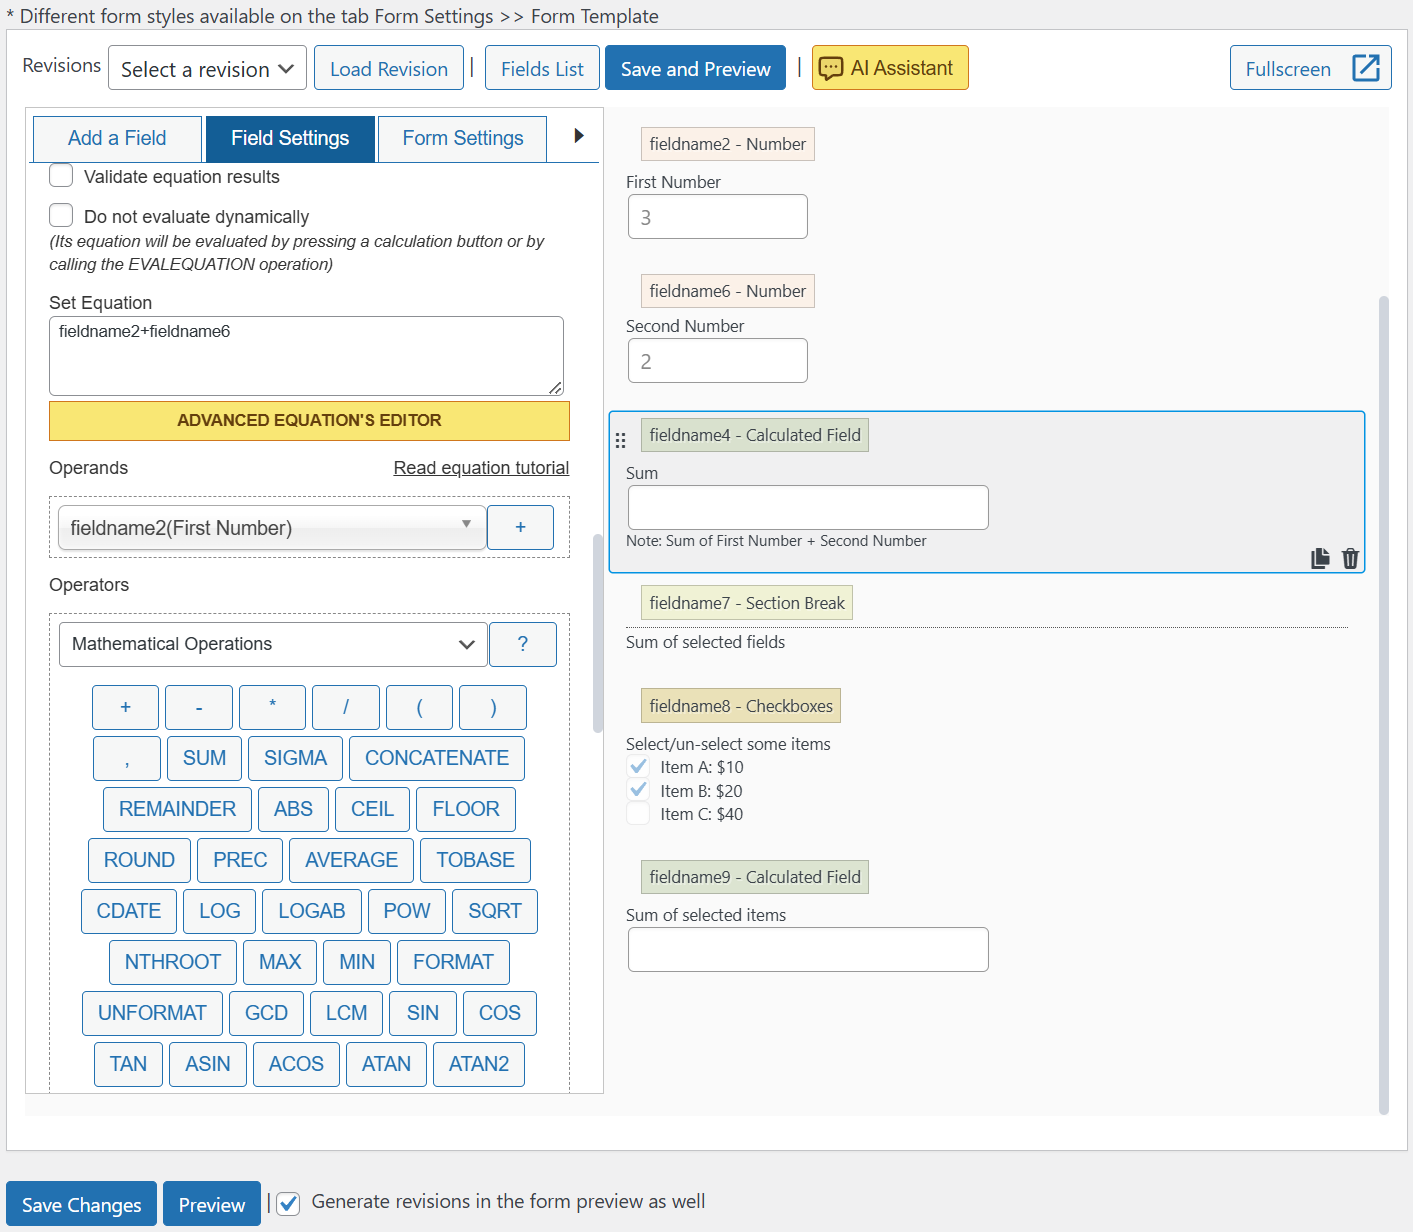 * Different form styles available on the tab Form Settings >> Form Template
Revisions Select a revision Load Revision | Fields List Save and Preview | AI Assistant Fullscreen
Add a Field Field Settings Form Settings
Validate equation results
Do not evaluate dynamically
(Its equation will be evaluated by pressing a calculation button or by
calling the EVALEQUATION operation)
Set Equation
fieldname2+fieldname6
ADVANCED EQUATION'S EDITOR
Operands Read equation tutorial
fieldname2(First Number) +
Operators
Mathematical Operations ?
+ - * / ( )
, SUM SIGMA CONCATENATE
REMAINDER ABS CEIL FLOOR
ROUND PREC AVERAGE TOBASE
CDATE LOG LOGAB POW SQRT
NTHROOT MAX MIN FORMAT
UNFORMAT GCD LCM SIN COS
TAN ASIN ACOS ATAN ATAN2
fieldname2 - Number
First Number
3
fieldname6 - Number
Second Number
2
fieldname4 - Calculated Field
Sum
Note: Sum of First Number + Second Number
fieldname7 - Section Break
Sum of selected fields
fieldname8 - Checkboxes
Select/un-select some items
Item A: $10
Item B: $20
Item C: $40
fieldname9 - Calculated Field
Sum of selected items
Save Changes Preview | Generate revisions in the form preview as well